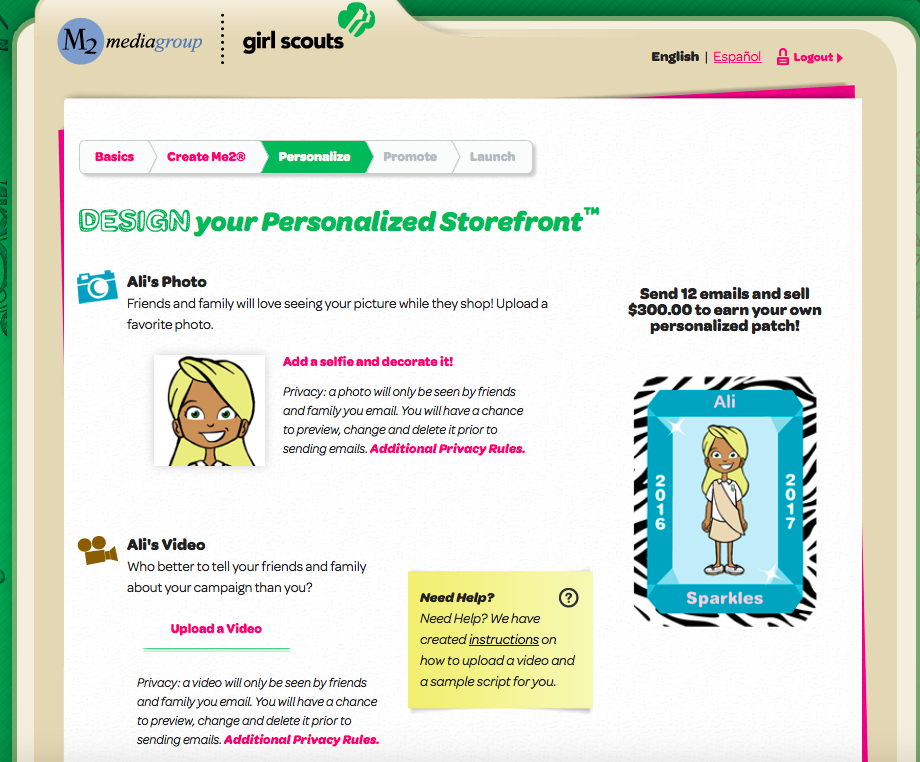 M2 mediagroup
girl scouts
English | Español Logout
Basics Create Me2® Personalize Promote Launch
DESIGN your Personalized Storefront™
Ali's Photo
Friends and family will love seeing your picture while they shop! Upload a
favorite photo.
Add a selfie and decorate it!
Privacy: a photo will only be seen by friends
and family you email. You will have a chance
to preview, change and delete it prior to
sending emails. Additional Privacy Rules.
Send 12 emails and sell
$300.00 to earn your own
personalized patch!
Ali
2016
2017
Sparkles
Ali's Video
Who better to tell your friends and family
about your campaign than you?
Upload a Video
Privacy: a video will only be seen by friends
and family you email. You will have a chance
to preview, change and delete it prior to
sending emails. Additional Privacy Rules.
Need Help? ?
Need Help? We have
created instructions on
how to upload a video and
a sample script for you.